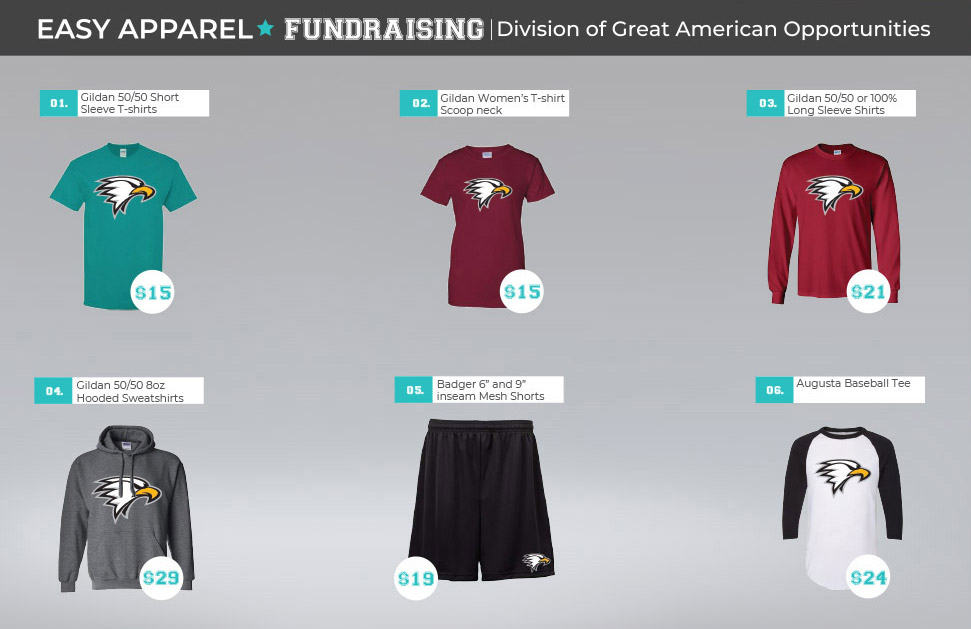 EASY APPAREL★FUNDRAISING|Division of Great American Opportunities
01. Gildan 50/50 Short
Sleeve T-shirts
02. Gildan Women's T-shirt
Scoop neck
03. Gildan 50/50 or 100%
Long Sleeve Shirts
$15
$15
$21
04. Gildan 50/50 8oz
Hooded Sweatshirts
05. Badger 6” and 9”
inseam Mesh Shorts
06. Augusta Baseball Tee
$29
$19
$24